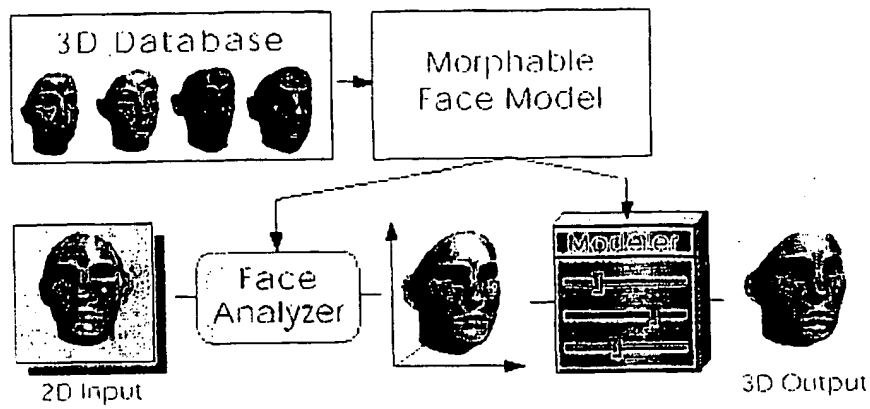 3D Database
Morphable
Face Model
Face
Analyzer
Modeler
2D Input
3D Output